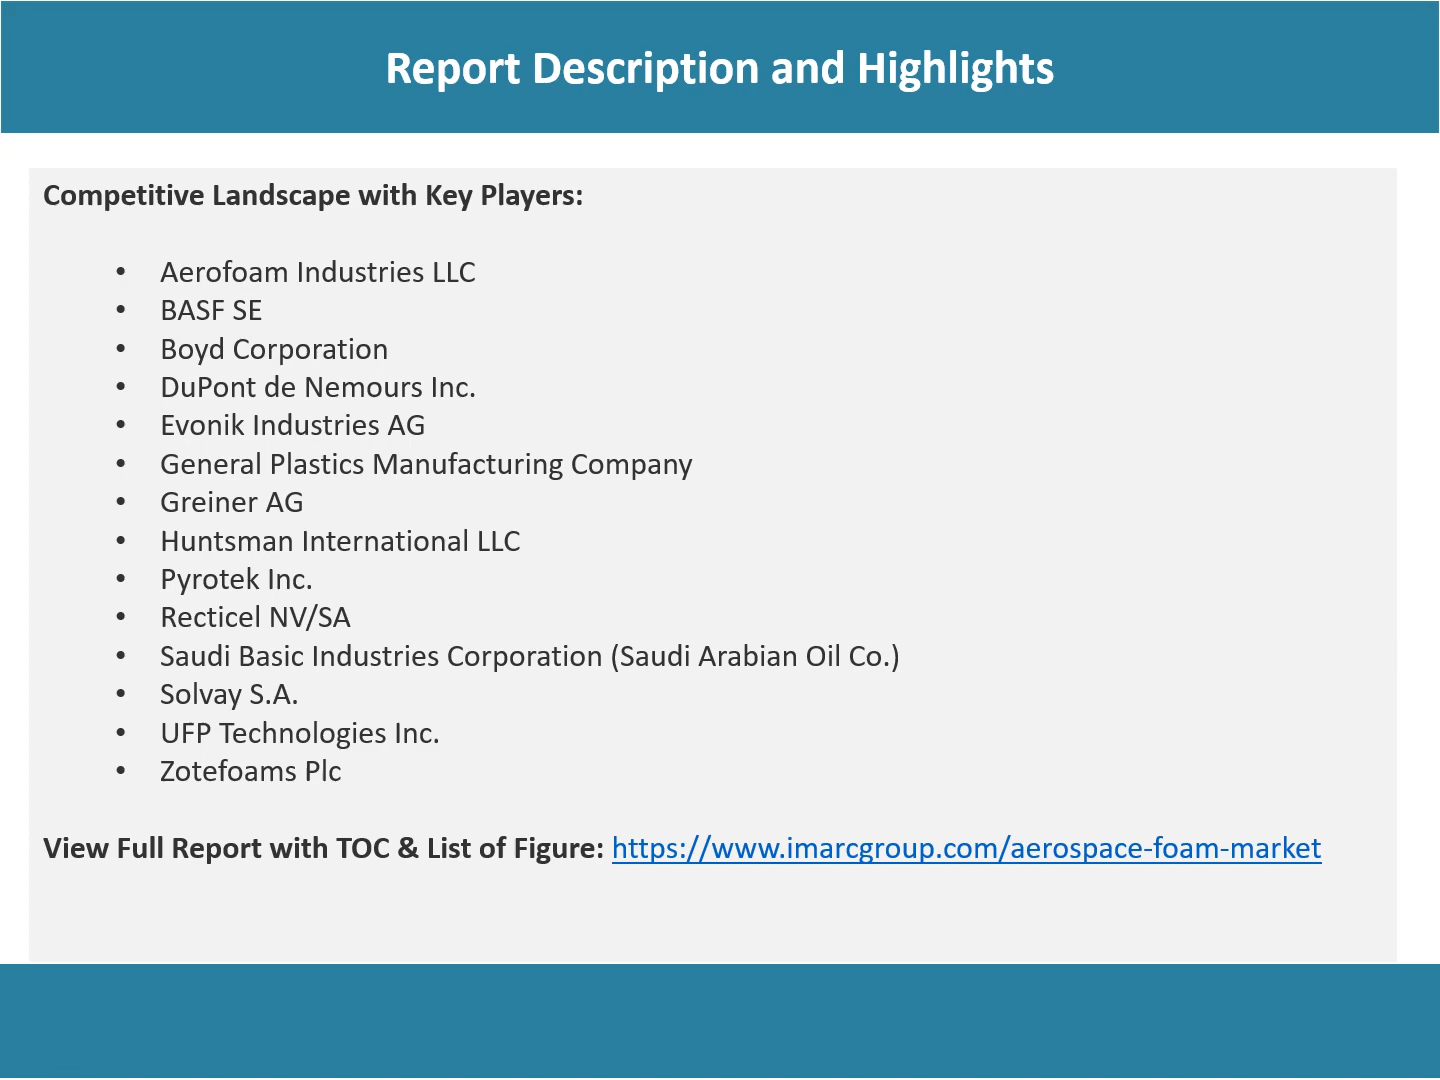 Report Description and Highlights
Competitive Landscape with Key Players:
• Aerofoam Industries LLC
• BASF SE
• Boyd Corporation
• DuPont de Nemours Inc.
• Evonik Industries AG
• General Plastics Manufacturing Company
• Greiner AG
• Huntsman International LLC
• Pyrotek Inc.
• Recticel NV/SA
• Saudi Basic Industries Corporation (Saudi Arabian Oil Co.)
• Solvay S.A.
• UFP Technologies Inc.
• Zotefoams Plc
View Full Report with TOC & List of Figure: https://www.imarcgroup.com/aerospace-foam-market